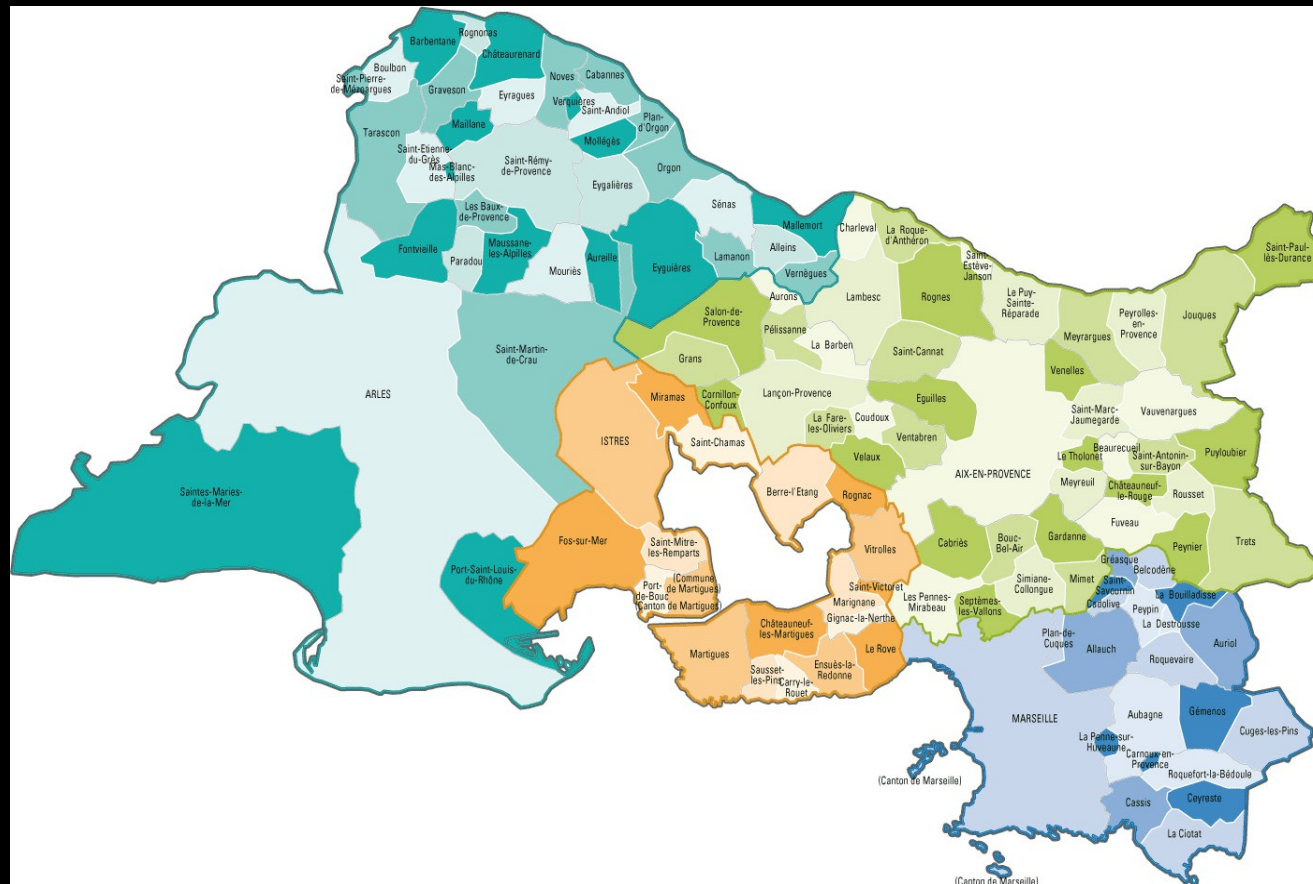 Rognonas
Barbentane
Châteaurenard
Boulbon
Saint-Pierre-
de-Mézoargues
Graveson
Eyragues
Noves
Cabannes
Verquières
Saint-Andiol
Maillane
Plan-
d'Orgon
Tarascon
Mollégès
Saint-Etienne-
du-Grès
Mas-Blanc-
des-Alpilles
Saint-Rémy-
de-Provence
Orgon
Eygalières
Les Baux-
de-Provence
Sénas
Mallemort
Charleval
La Roque-
d'Anthéron
Fontvieille
Maussane-
les-Alpilles
Paradou
Mouriès
Aureille
Eyguières
Lamanon
Alleins
Vernègues
Saint-
Estève-
Janson
Saint-Paul-
lès-Durance
Aurons
Lambesc
Rognes
Le Puy-
Sainte-
Réparade
Peyrolles-
en-
Provence
Jouques
Meyrargues
Salon-de-
Provence
Pélissanne
La Barben
Saint-Cannat
Saint-Martin-
de-Crau
Grans
Venelles
ARLES
Miramas
Cornillon-
Confoux
Lançon-Provence
Eguilles
Saint-Marc-
Jaumegarde
Vauvenargues
La Fare-
les-Oliviers
Coudoux
Ventabren
ISTRES
Saint-Chamas
Velaux
Le Tholonet
Beaurecueil
Saint-Antonin-
sur-Bayon
Puyloubier
AIX-EN-PROVENCE
Saintes-Maries-
de-la-Mer
Berre-l'Etang
Rognac
Meyreuil
Châteauneuf-
le-Rouge
Rousset
Fuveau
Fos-sur-Mer
Saint-Mitre-
les-Remparts
Vitrolles
Cabriès
Bouc-
Bel-Air
Gardanne
Peynier
Trets
Port-Saint-Louis-
du-Rhône
Port-
de-Bouc
(Commune
de Martigues)
(Canton de Martigues)
Saint-Victoret
Marignane
Gignac-la-Nerthe
Les Pennes-
Mirabeau
Septèmes-
les-Vallons
Simiane-
Collongue
Mimet
Gréasque
Belcodène
Saint-
Savournin
Cadolive
La Bouilladisse
Peypin
La Destrousse
Châteauneuf-
les-Martigues
Martigues
Le Rove
Ensuès-la-
Redonne
Sausset-
les-Pins
Carry-le-
Rouet
Plan-de-
Cuques
Allauch
Auriol
Roquevaire
MARSEILLE
Aubagne
Gémenos
Cuges-les-Pins
La Penne-sur-
Huveaune
Carnoux-en-
Provence
Roquefort-la-Bédoule
(Canton de Marseille)
Cassis
Ceyreste
La Ciotat
(Canton de Marseille)